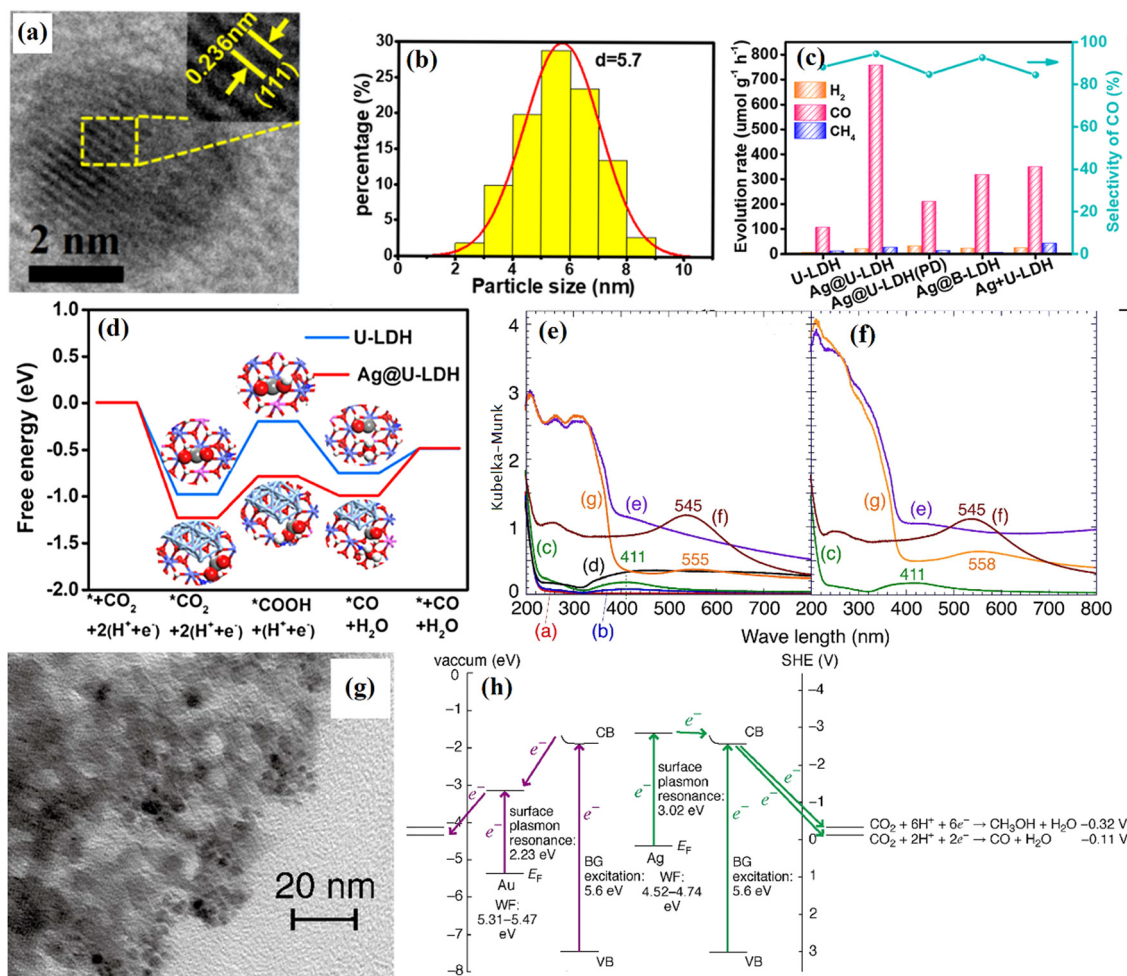 (a)
0.236nm
(111)
2 nm
(b)
d=5.7
percentage (%)
30
25
20
15
10
5
0
0 2 4 6 8 10
Particle size (nm)
(c)
Evolution rate (umol g⁻¹ h⁻¹)
800
700
600
500
400
300
200
100
0
H₂
CO
CH₄
100
80
60
40
20
0
Selectivity of CO (%)
U-LDH
Ag@U-LDH
Ag@U-LDH(PD)
Ag@B-LDH
Ag+U-LDH
(d)
Free energy (eV)
1.0
0.5
0.0
-0.5
-1.0
-1.5
-2.0
U-LDH
Ag@U-LDH
*+CO₂ *CO₂ *COOH *CO *+CO
+2(H⁺+e⁻) +2(H⁺+e⁻) +(H⁺+e⁻) +H₂O +H₂O
(e)
Kubelka-Munk
4
3
2
1
0
(g)
(e)
545
(f)
(c)
(d)
411
555
200 300 400 500 600 700
(a)
(b)
(f)
545
(e)
(g)
(f)
(c)
411
558
200 300 400 500 600 700 800
Wave length (nm)
(g)
20 nm
(h)
vaccum (eV)
0
−1
−2
−3
−4
−5
−6
−7
−8
SHE (V)
−4
−3
−2
−1
0
1
2
3
CB
e⁻
e⁻
e⁻
surface
plasmon
resonance:
2.23 eV
e⁻
E_F
Au
WF:
5.31–5.47
eV
BG
excitation:
5.6 eV
VB
e⁻
CB
surface
plasmon
resonance:
3.02 eV
e⁻
E_F
Ag
WF:
4.52–4.74
eV
e⁻
BG
excitation:
5.6 eV
VB
e⁻
e⁻
CO₂ + 6H⁺ + 6e⁻ → CH₃OH + H₂O −0.32 V
CO₂ + 2H⁺ + 2e⁻ → CO + H₂O −0.11 V